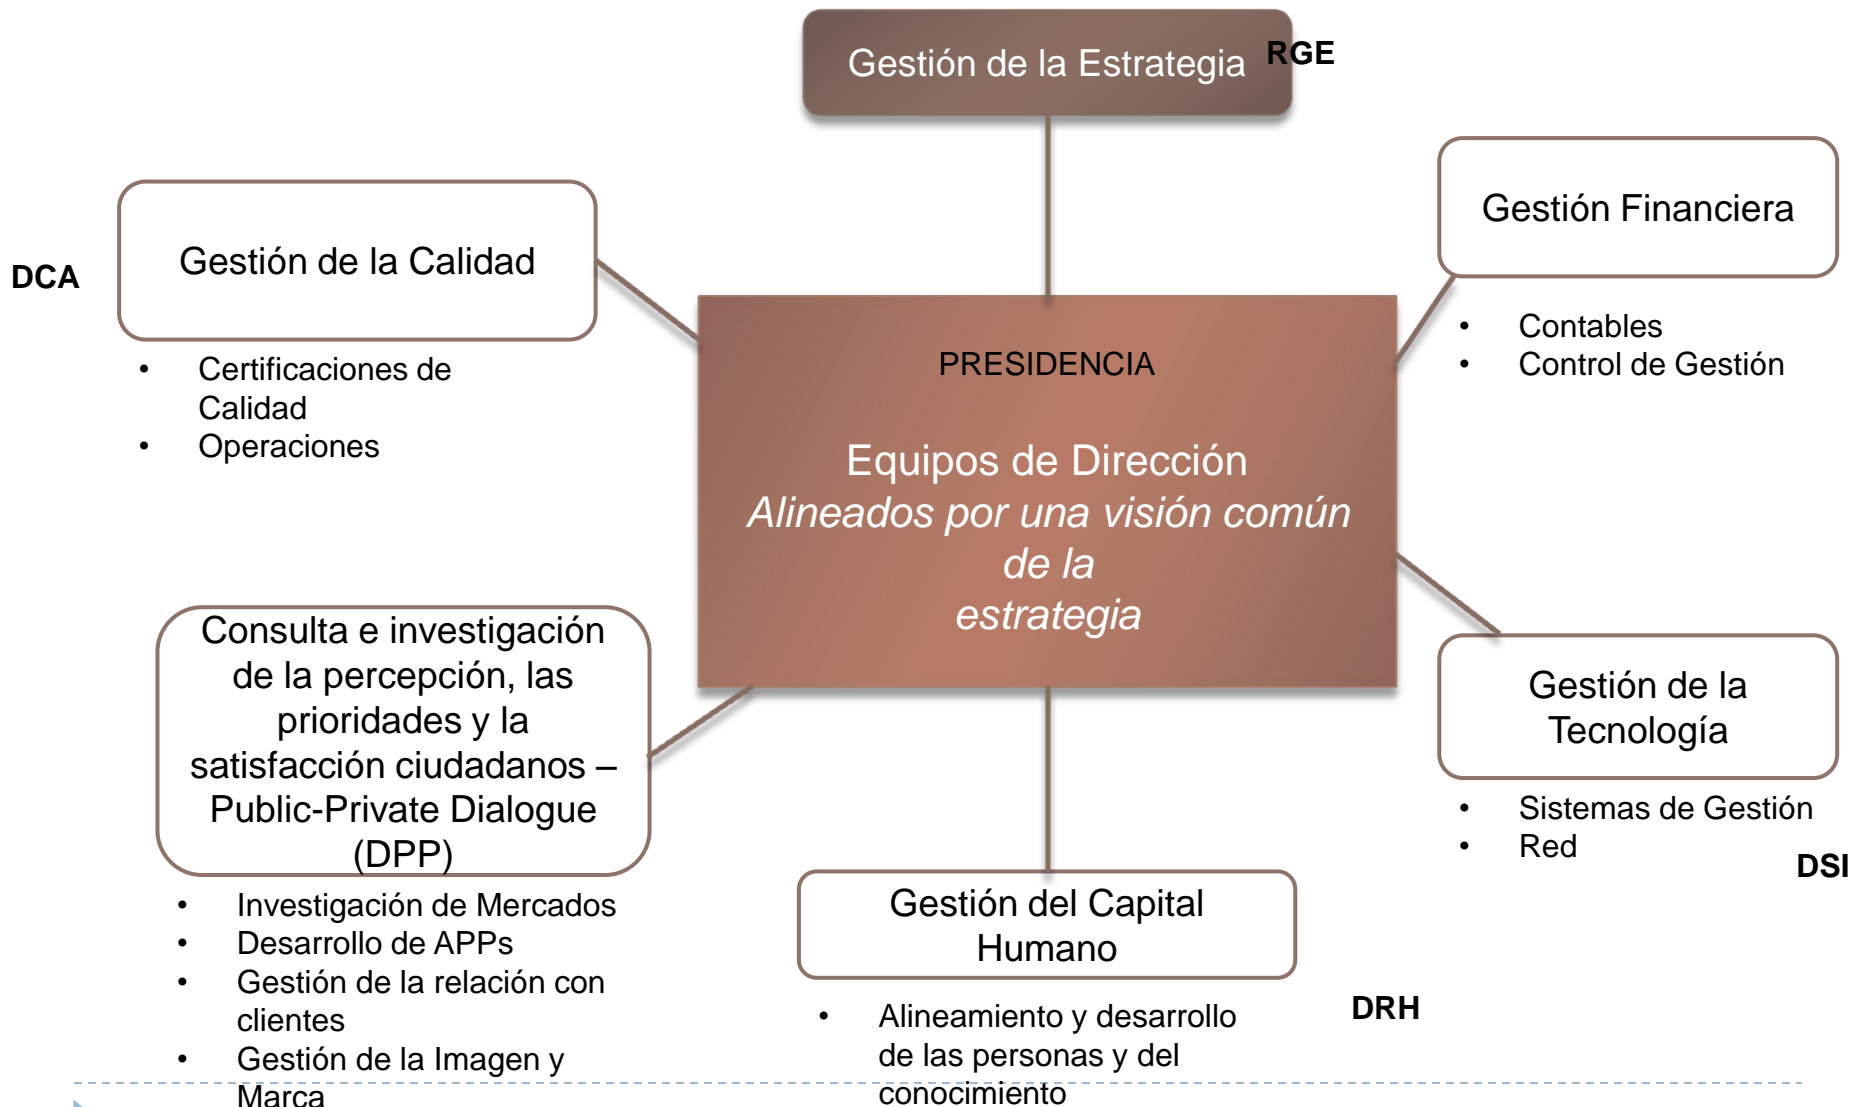 Gestión de la Estrategia
RGE
Gestión Financiera
• Contables
• Control de Gestión
DCA
Gestión de la Calidad
• Certificaciones de
Calidad
• Operaciones
PRESIDENCIA
Equipos de Dirección
Alineados por una visión común
de la
estrategia
Consulta e investigación
de la percepción, las
prioridades y la
satisfacción ciudadanos –
Public-Private Dialogue
(DPP)
• Investigación de Mercados
• Desarrollo de APPs
• Gestión de la relación con
clientes
• Gestión de la Imagen y
Marca
Gestión del Capital
Humano
• Alineamiento y desarrollo
de las personas y del
conocimiento
DRH
Gestión de la
Tecnología
• Sistemas de Gestión
• Red
DSI